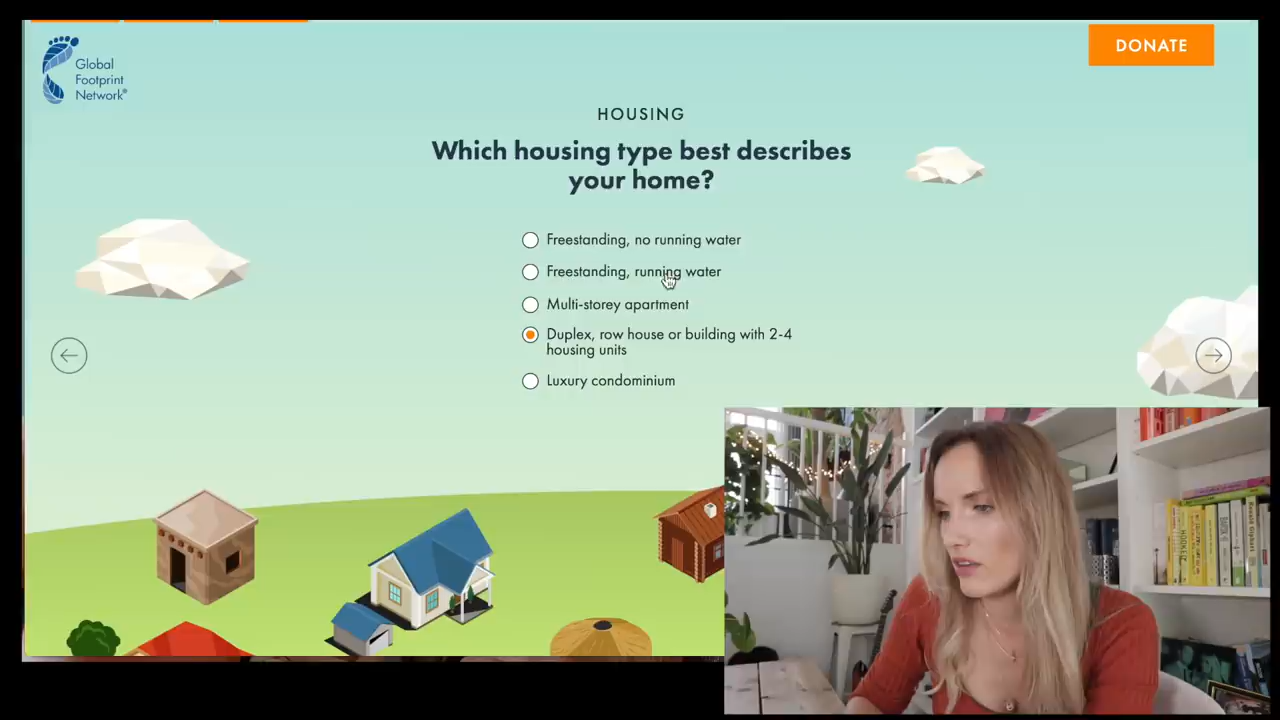 Global
Footprint
Network®
DONATE
HOUSING
Which housing type best describes
your home?
Freestanding, no running water
Freestanding, running water
Multi-storey apartment
Duplex, row house or building with 2-4
housing units
Luxury condominium